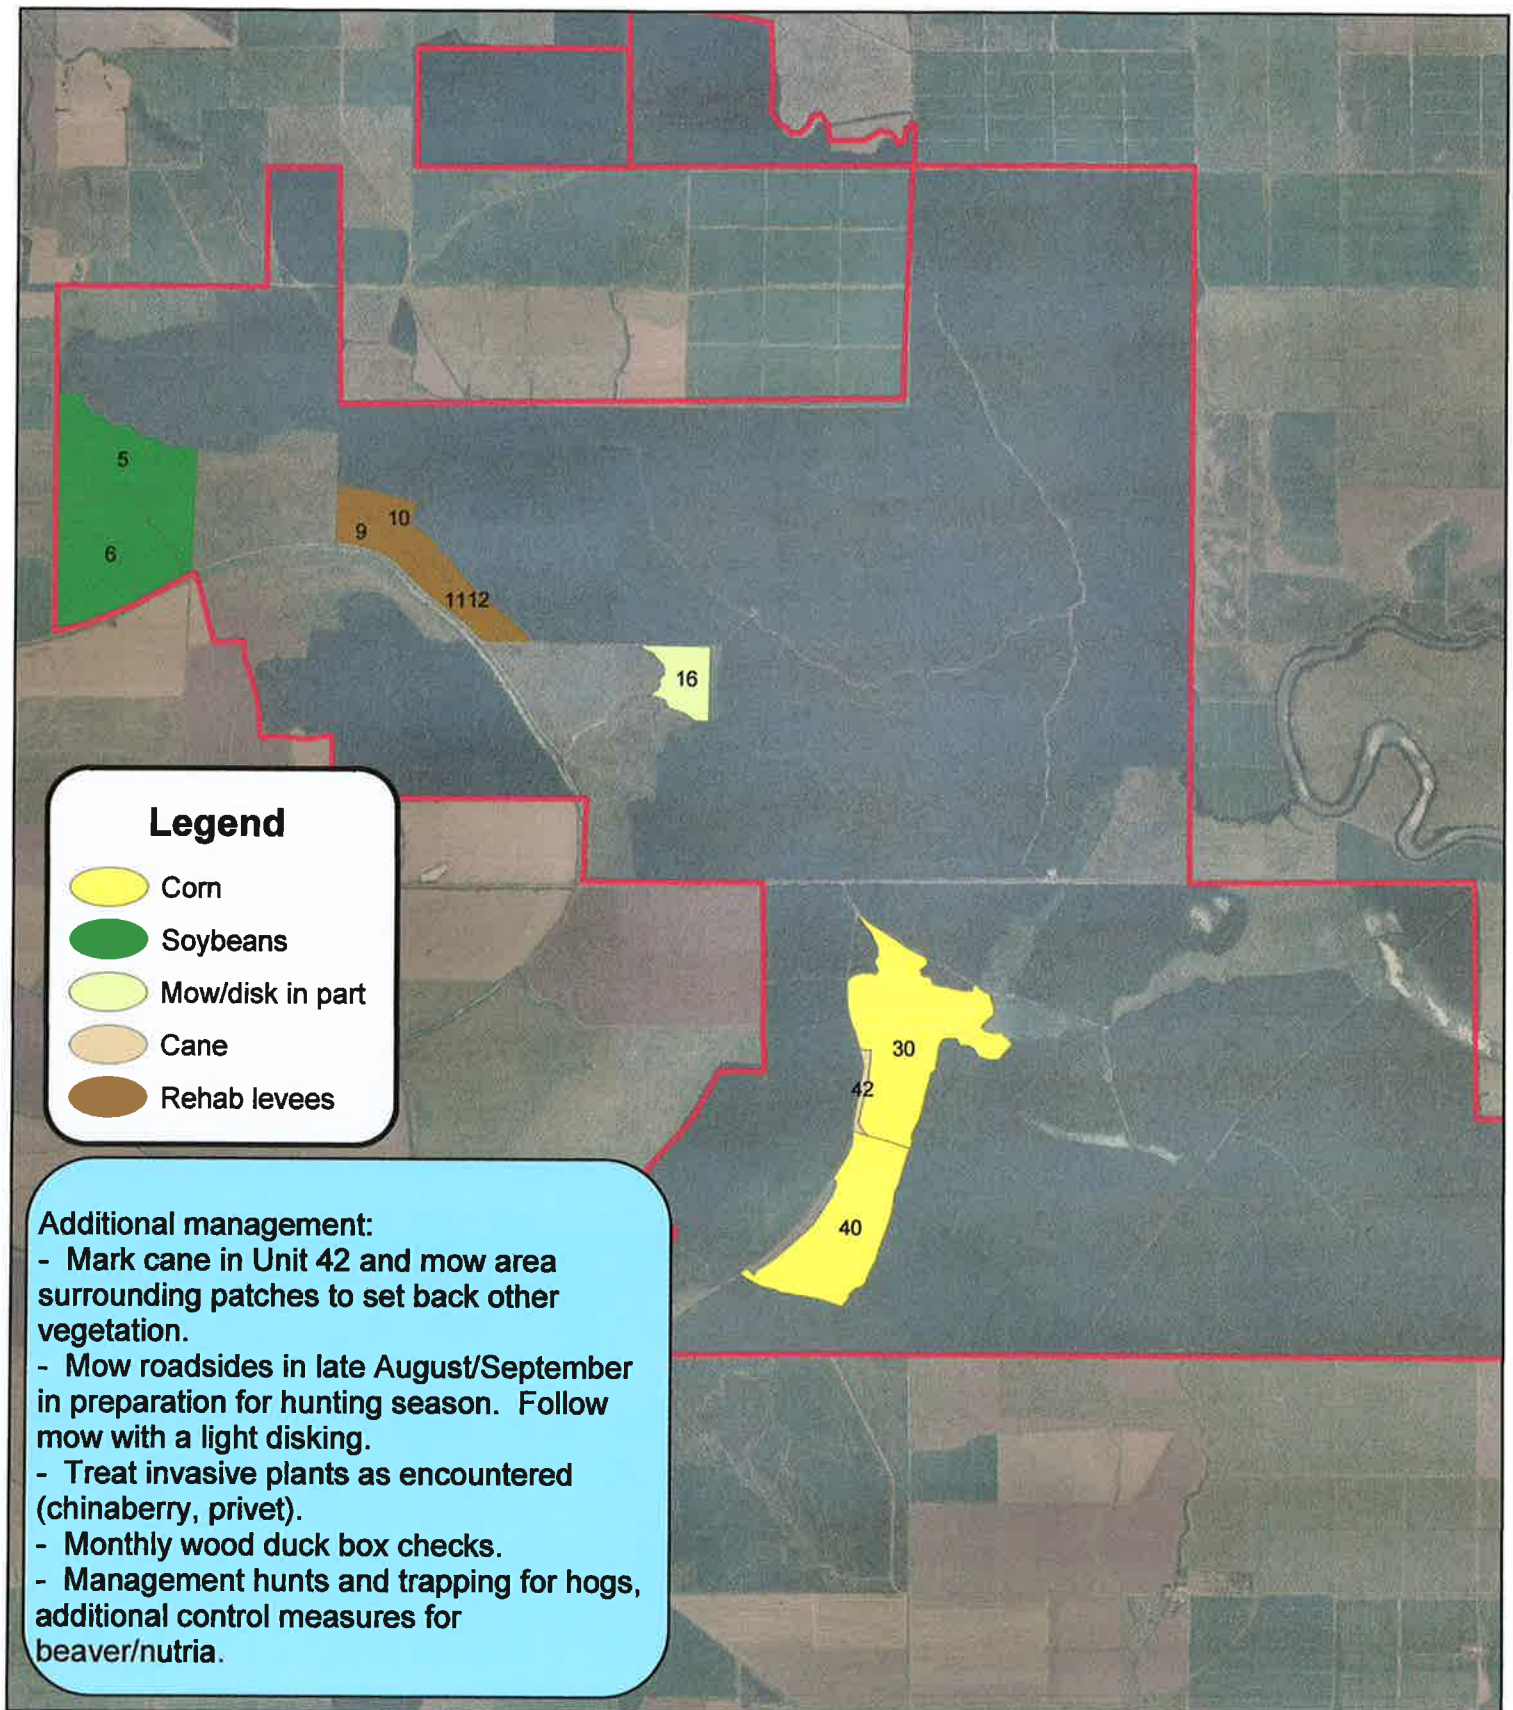 5
6
9
10
1112
16
Legend
Corn
Soybeans
Mow/disk in part
Cane
Rehab levees
30
42
40
Additional management:
- Mark cane in Unit 42 and mow area
surrounding patches to set back other
vegetation.
- Mow roadsides in late August/September
in preparation for hunting season. Follow
mow with a light disking.
- Treat invasive plants as encountered
(chinaberry, privet).
- Monthly wood duck box checks.
- Management hunts and trapping for hogs,
additional control measures for
beaver/nutria.